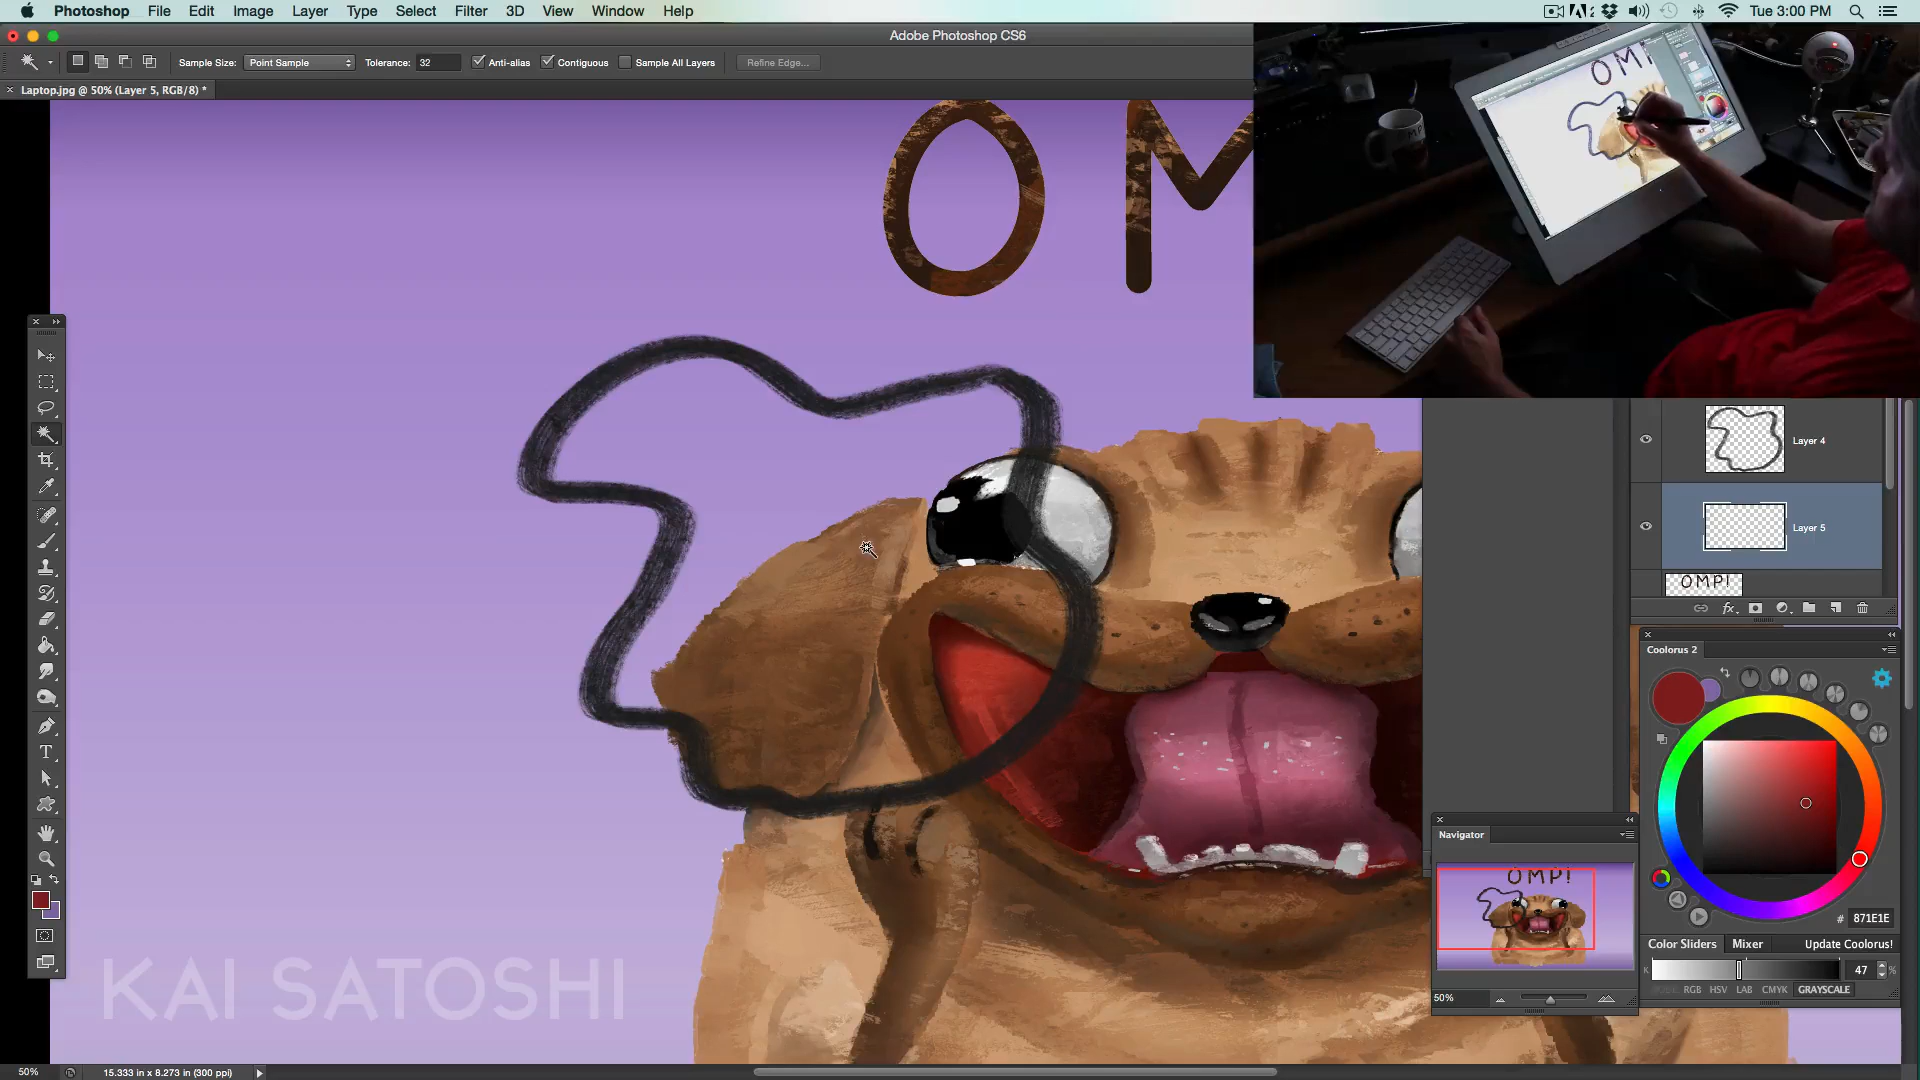 Photoshop File Edit Image Layer Type Select Filter 3D View Window Help
Tue 3:00 PM
Adobe Photoshop CS6
Sample Size: Point Sample Tolerance: 32 Anti-alias Contiguous Sample All Layers Refine Edge...
Laptop.jpg @ 50% (Layer 5, RGB/8) *
OM
OMP
Layer 4
Layer 5
OMP!
Coolorus 2
Navigator
OMP!
# 871E1E
Color Sliders Mixer Update Coolorus!
K 47 %
RGB HSV LAB CMYK GRAYSCALE
50%
KAI SATOSHI
50% 15.333 in x 8.273 in (300 ppi)